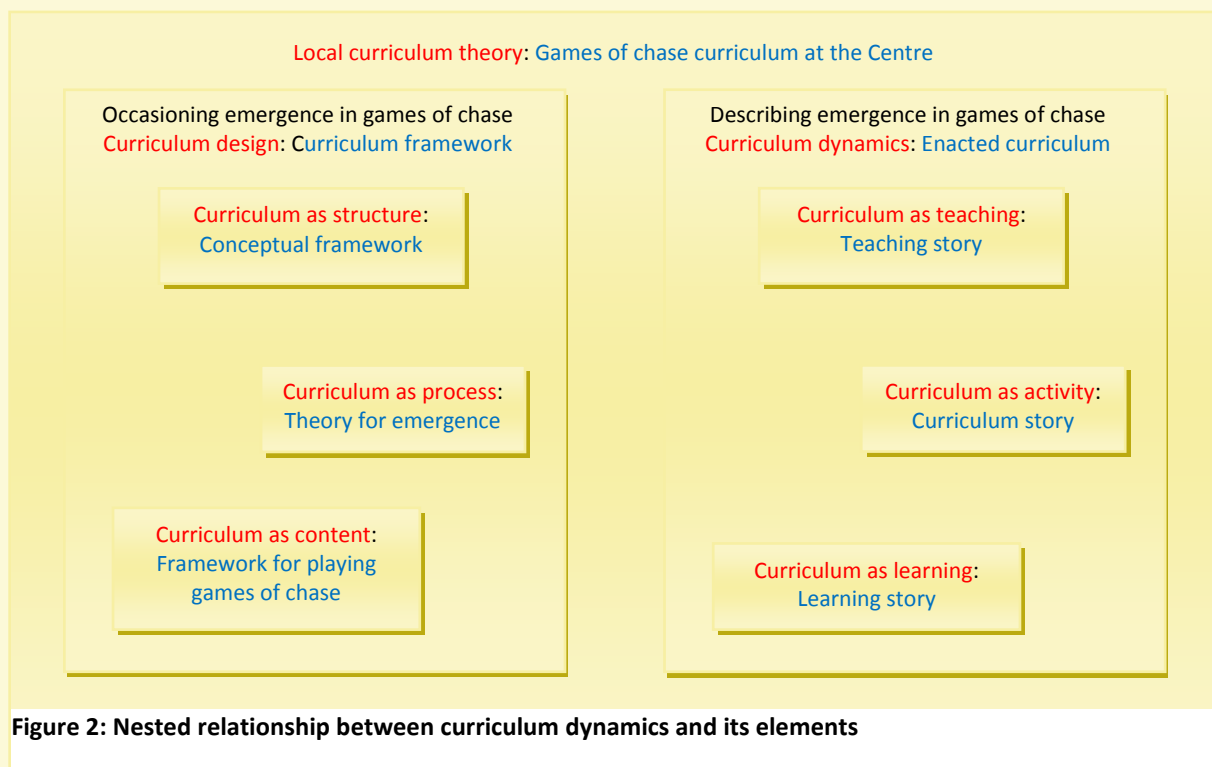 Local curriculum theory: Games of chase curriculum at the Centre
Occasioning emergence in games of chase
Curriculum design: Curriculum framework
Curriculum as structure:
Conceptual framework
Curriculum as process:
Theory for emergence
Curriculum as content:
Framework for playing
games of chase
Describing emergence in games of chase
Curriculum dynamics: Enacted curriculum
Curriculum as teaching:
Teaching story
Curriculum as activity:
Curriculum story
Curriculum as learning:
Learning story
Figure 2: Nested relationship between curriculum dynamics and its elements